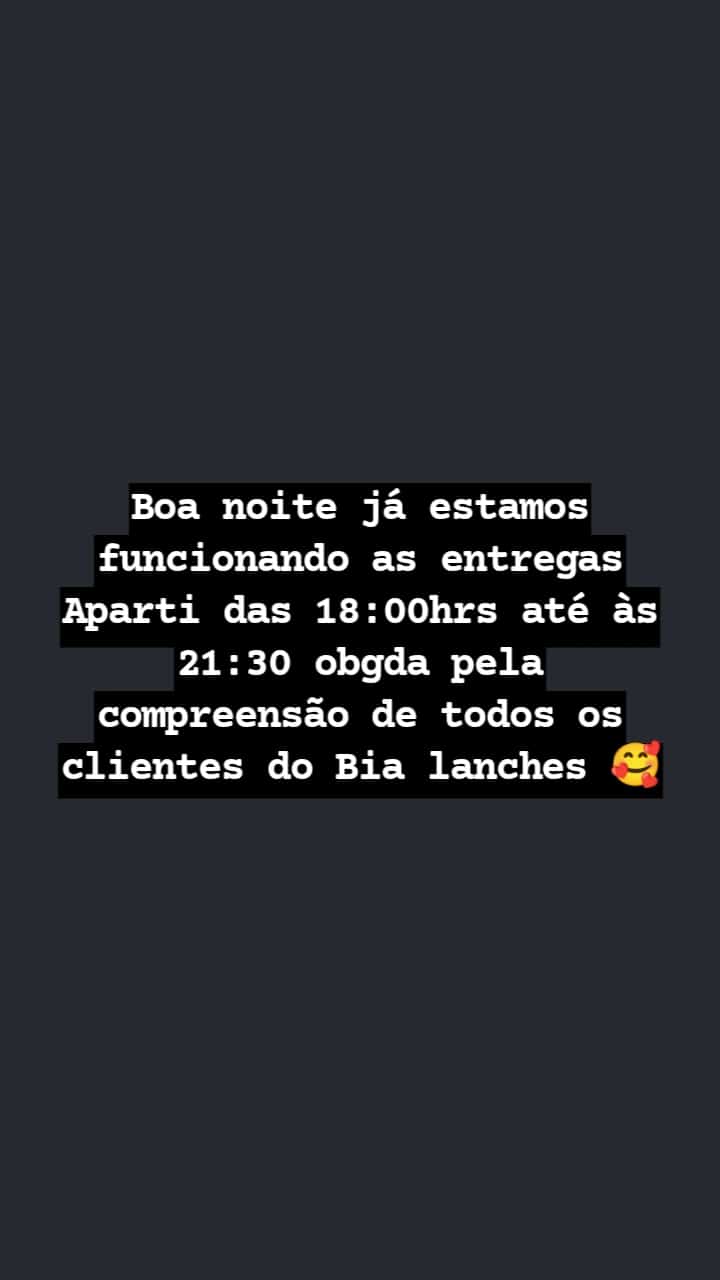 Boa noite já estamos
funcionando as entregas
Aparti das 18:00hrs até às
21:30 obgda pela
compreensão de todos os
clientes do Bia lanches 🥰